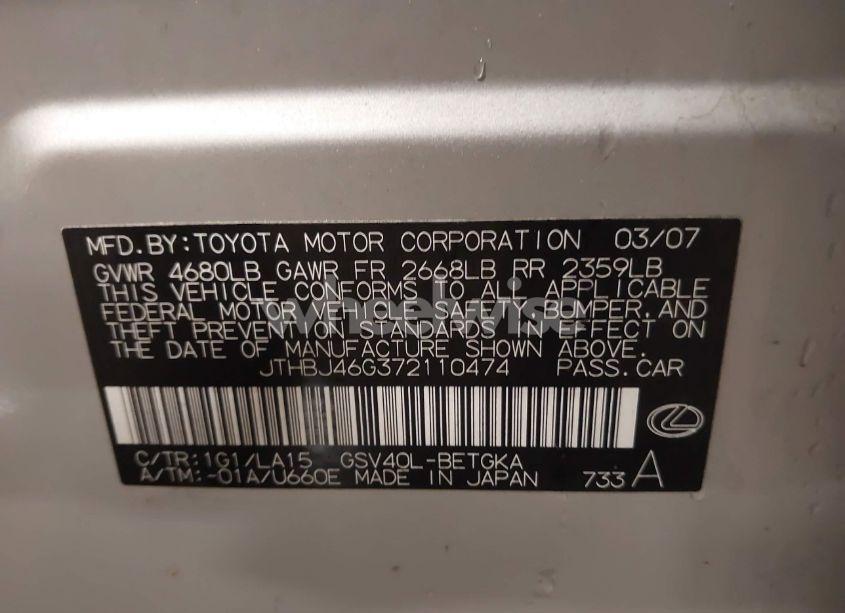 MFD.BY:TOYOTA MOTOR CORPORATION 03/07
GVWR 4680LB GAWR FR 2668LB RR 2359LB
THIS VEHICLE CONFORMS TO ALL APPLICABLE
FEDERAL MOTOR VEHICLE SAFETY, BUMPER, AND
THEFT PREVENTION STANDARDS IN EFFECT ON
THE DATE OF MANUFACTURE SHOWN ABOVE.
JTHBJ46G372110474 PASS.CAR
C/TR:1G1/LA15 GSV40L-BETGKA
A/TM:-01A/U660E MADE IN JAPAN 733 A
wheelwise